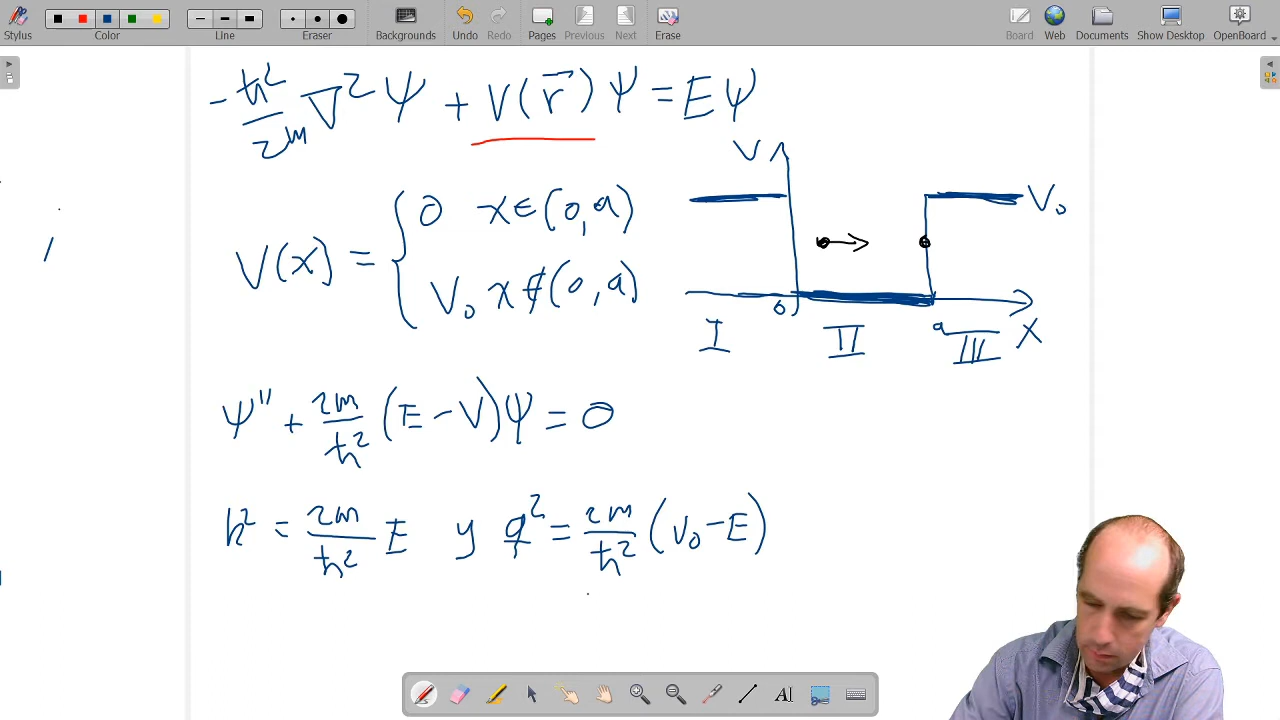 Stylus Color Line Eraser Backgrounds Undo Redo Pages Previous Next Erase Board Web Documents Show Desktop OpenBoard
-ℏ²/2m ∇²Ψ + V(r⃗)Ψ = EΨ
V
V(x) = { 0 x∈(0,a)
V₀ x∉(0,a)
V₀
0 a X
I II III
Ψ'' + 2m/ℏ² (E - V)Ψ = 0
k² = 2m/ℏ² E y q² = 2m/ℏ² (V₀ - E)
AI